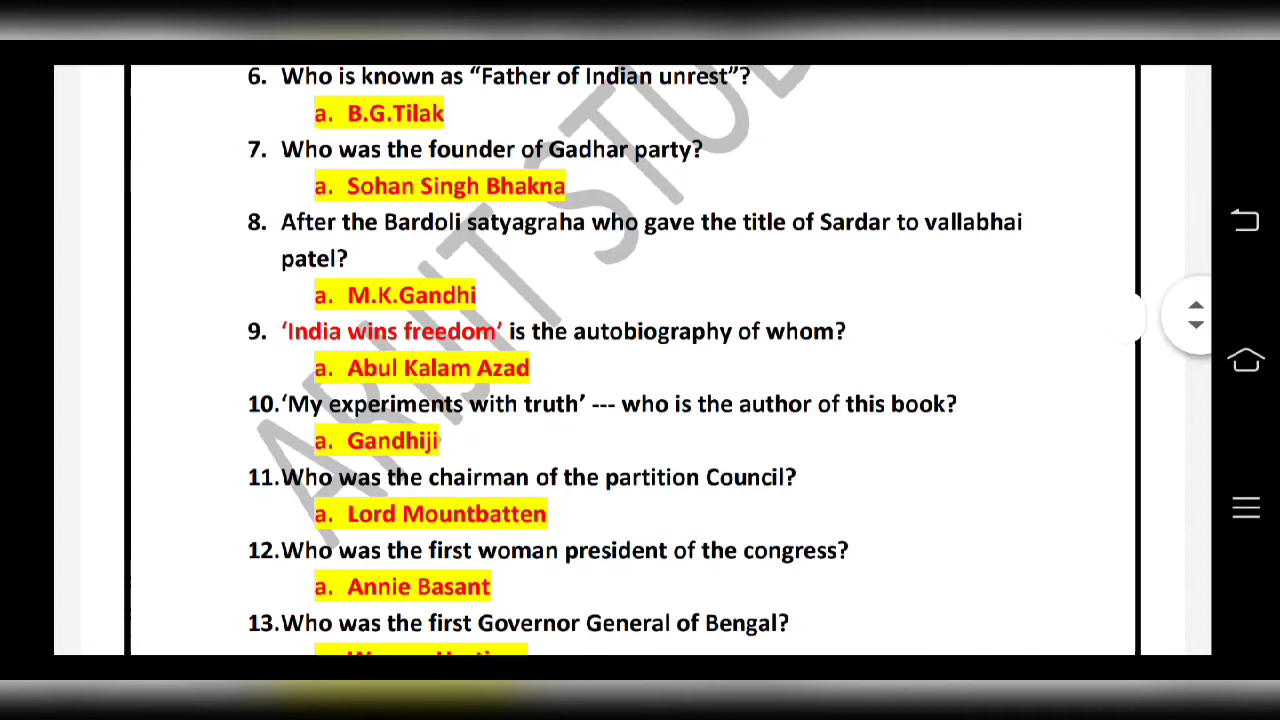 6. Who is known as “Father of Indian unrest”?
a. B.G.Tilak
7. Who was the founder of Gadhar party?
a. Sohan Singh Bhakna
8. After the Bardoli satyagraha who gave the title of Sardar to vallabhai
patel?
a. M.K.Gandhi
9. ‘India wins freedom’ is the autobiography of whom?
a. Abul Kalam Azad
10.‘My experiments with truth’ --- who is the author of this book?
a. Gandhiji
11.Who was the chairman of the partition Council?
a. Lord Mountbatten
12.Who was the first woman president of the congress?
a. Annie Basant
13.Who was the first Governor General of Bengal?